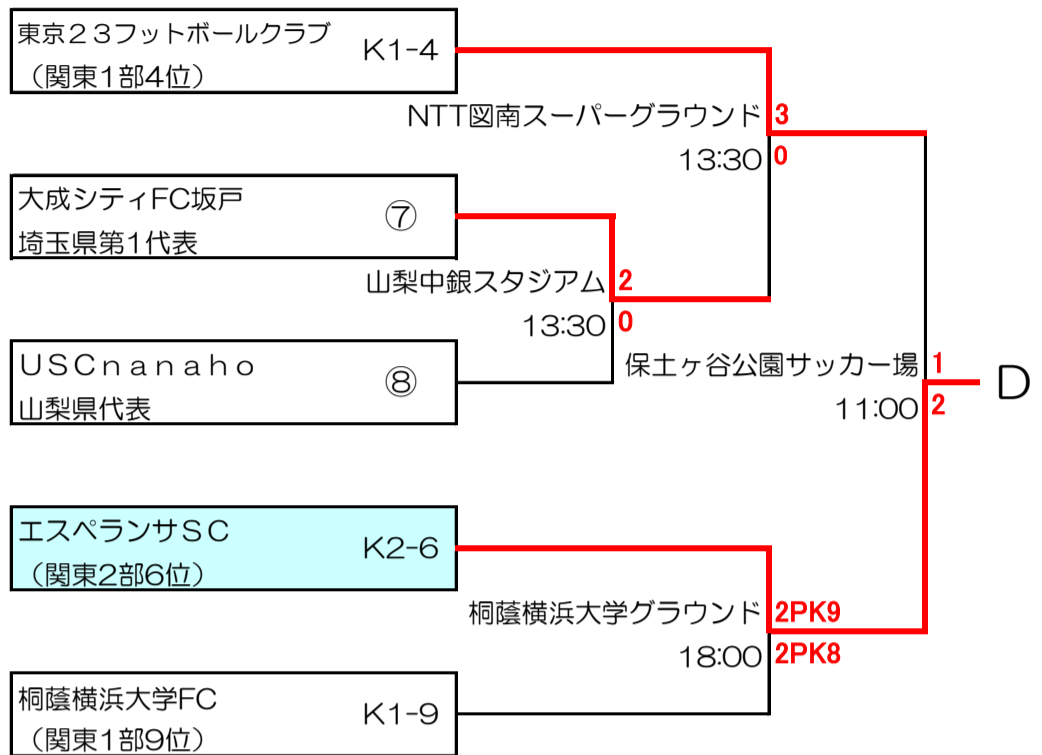 東京２３フットボールクラブ
（関東1部4位）
K1-4
NTT図南スーパーグラウンド 3
13:30 0
大成シティFC坂戸
埼玉県第1代表
⑦
山梨中銀スタジアム 2
13:30 0
ＵＳＣｎａｎａｈｏ
山梨県代表
⑧
保土ヶ谷公園サッカー場 1
11:00 2
D
エスペランサＳＣ
（関東2部6位）
K2-6
桐蔭横浜大学グラウンド 2PK9
18:00 2PK8
桐蔭横浜大学FC
（関東1部9位）
K1-9